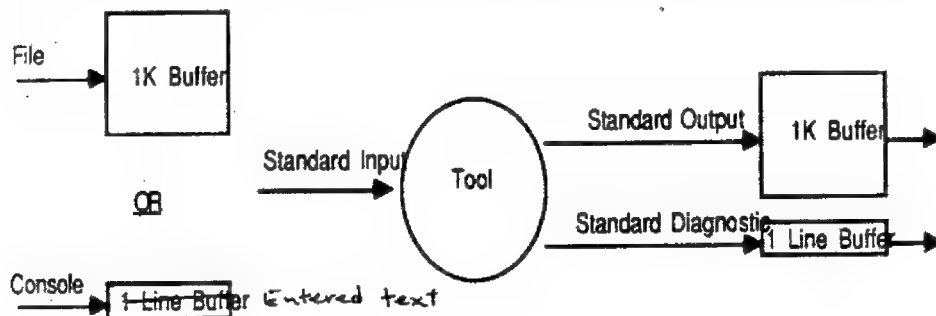 File
1K Buffer
Standard Output
1K Buffer
Standard Input
Tool
OR
Standard Diagnostic
1 Line Buffer
Console
1 Line Buffer Entered text